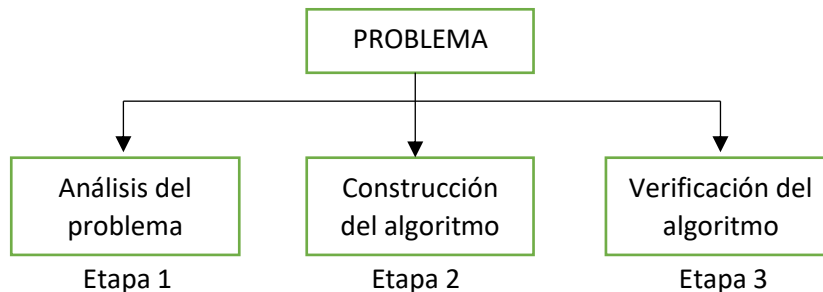 PROBLEMA
Análisis del
problema
Construcción
del algoritmo
Verificación del
algoritmo
Etapa 1
Etapa 2
Etapa 3